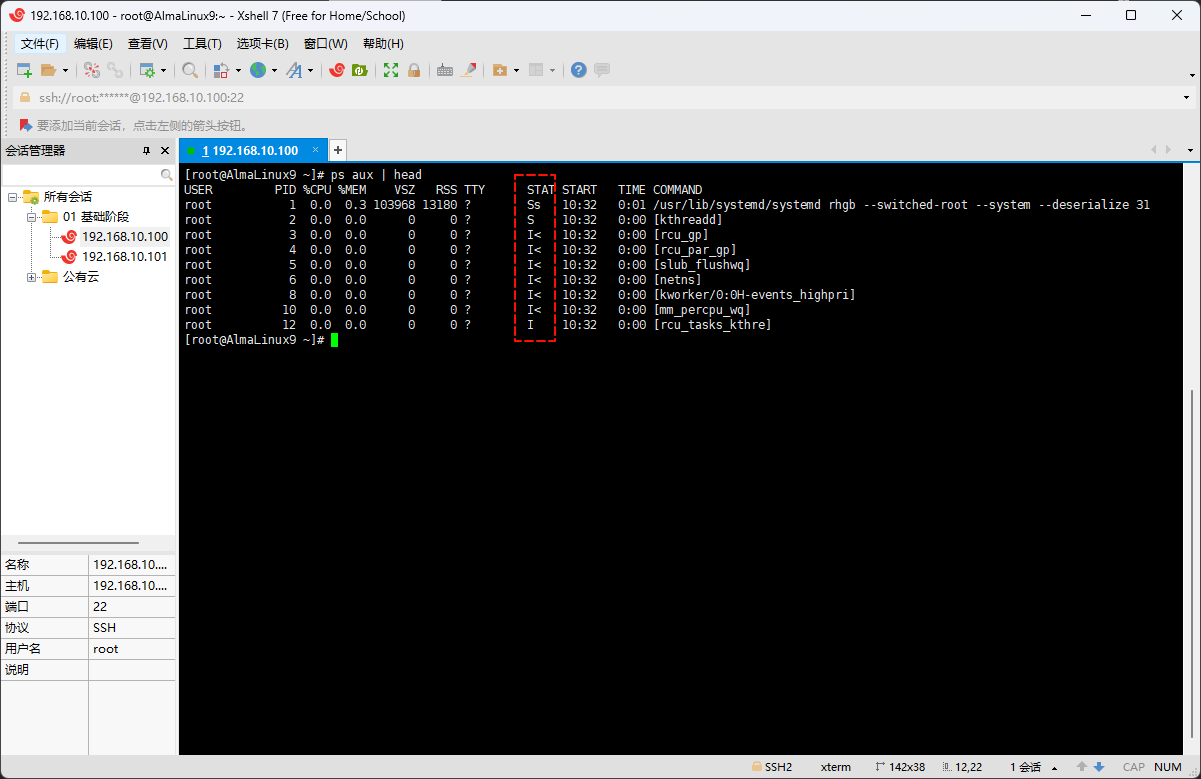 192.168.10.100 - root@AlmaLinux9:~ - Xshell 7 (Free for Home/School)
文件(F) 编辑(E) 查看(V) 工具(T) 选项卡(B) 窗口(W) 帮助(H)
ssh://root:******@192.168.10.100:22
要添加当前会话，点击左侧的箭头按钮。
会话管理器
所有会话
01 基础阶段
192.168.10.100
192.168.10.101
公有云
名称 192.168.10....
主机 192.168.10....
端口 22
协议 SSH
用户名 root
说明
1 192.168.10.100 × +
[root@AlmaLinux9 ~]# ps aux | head
USER PID %CPU %MEM VSZ RSS TTY STAT START TIME COMMAND
root 1 0.0 0.3 103968 13180 ? Ss 10:32 0:01 /usr/lib/systemd/systemd rhgb --switched-root --system --deserialize 31
root 2 0.0 0.0 0 0 ? S 10:32 0:00 [kthreadd]
root 3 0.0 0.0 0 0 ? I< 10:32 0:00 [rcu_gp]
root 4 0.0 0.0 0 0 ? I< 10:32 0:00 [rcu_par_gp]
root 5 0.0 0.0 0 0 ? I< 10:32 0:00 [slub_flushwq]
root 6 0.0 0.0 0 0 ? I< 10:32 0:00 [netns]
root 8 0.0 0.0 0 0 ? I< 10:32 0:00 [kworker/0:0H-events_highpri]
root 10 0.0 0.0 0 0 ? I< 10:32 0:00 [mm_percpu_wq]
root 12 0.0 0.0 0 0 ? I 10:32 0:00 [rcu_tasks_kthre]
[root@AlmaLinux9 ~]#
SSH2 xterm 142x38 12,22 1 会话 CAP NUM